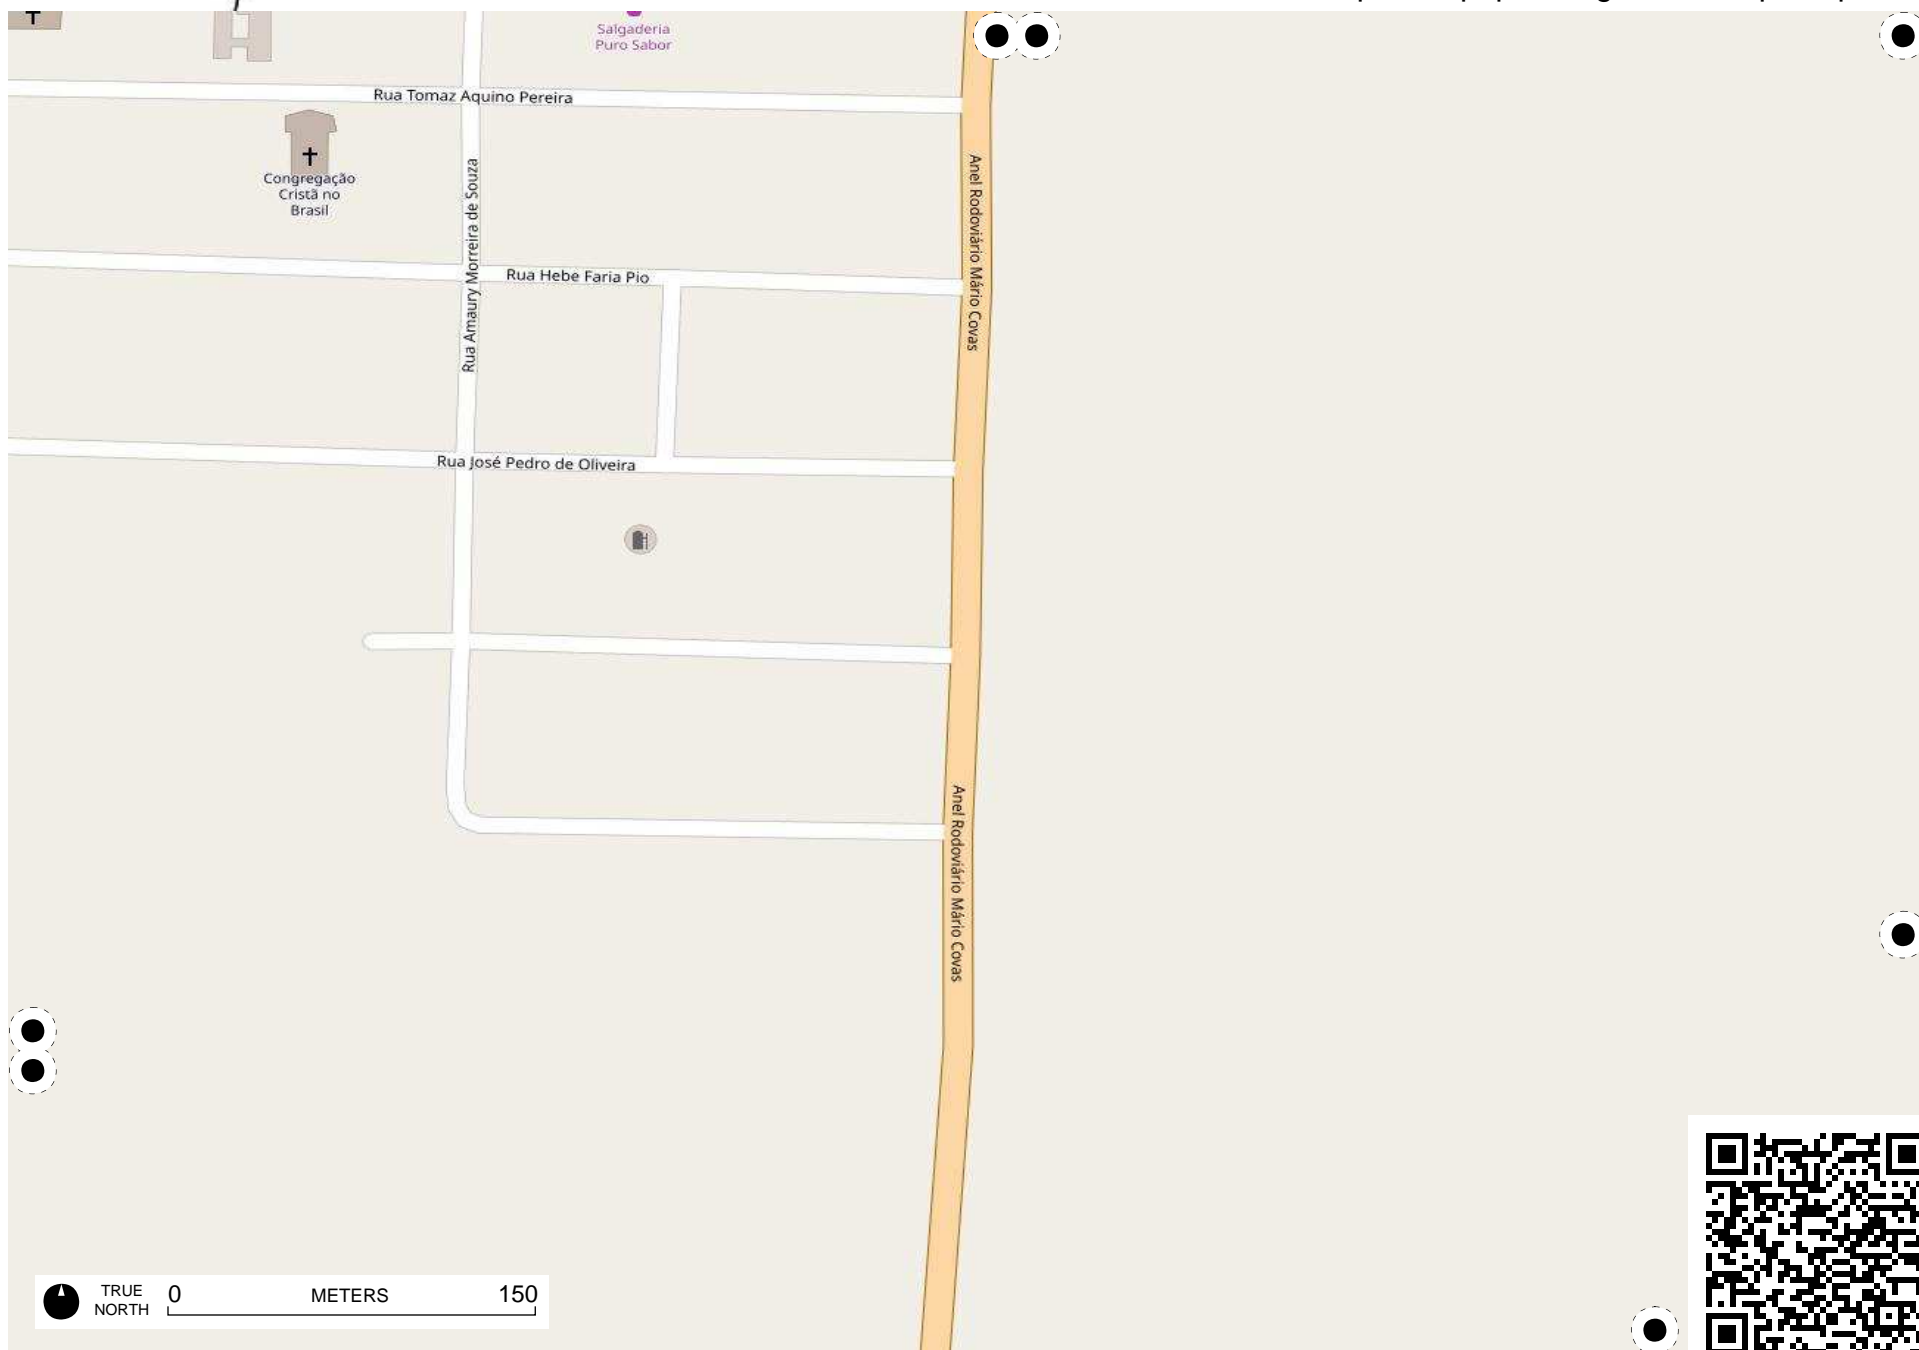 Salgaderia
Puro Sabor
Rua Tomaz Aquino Pereira
Congregação
Cristã no
Brasil
Rua Amaury Morreira de Souza
Anel Rodoviário Mário Covas
Rua Hebe Faria Pio
Rua José Pedro de Oliveira
Anel Rodoviário Mário Covas
TRUE
NORTH
0
METERS
150